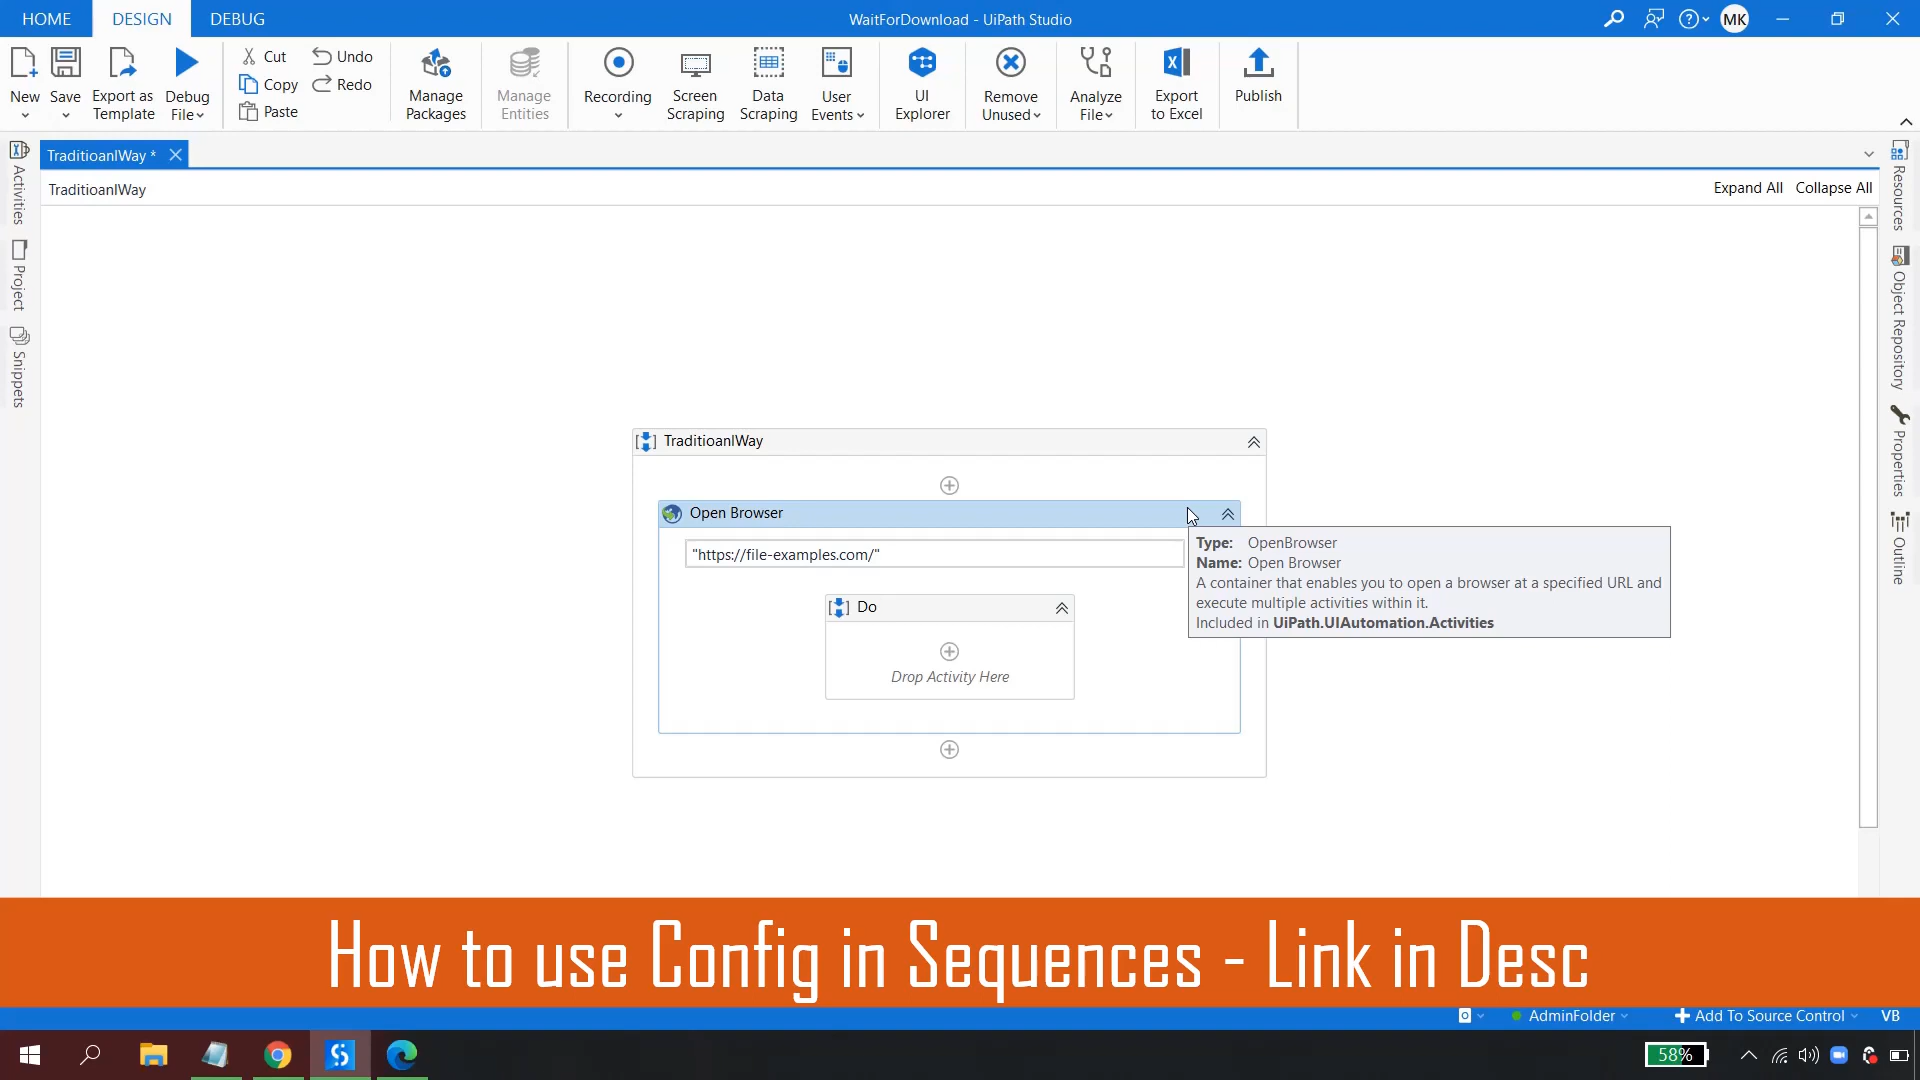 HOME
DESIGN
DEBUG
WaitForDownload - UiPath Studio
MK
New
Save
Export as
Template
Debug
File
Cut
Copy
Paste
Undo
Redo
Manage
Packages
Manage
Entities
Recording
Screen
Scraping
Data
Scraping
User
Events
UI
Explorer
Remove
Unused
Analyze
File
Export
to Excel
Publish
TraditioanlWay *
TraditioanlWay
Expand All
Collapse All
Activities
Project
Snippets
Resources
Object Repository
Properties
Outline
TraditioanlWay
Open Browser
"https://file-examples.com/"
Do
Drop Activity Here
Type: OpenBrowser
Name: Open Browser
A container that enables you to open a browser at a specified URL and
execute multiple activities within it.
Included in UiPath.UIAutomation.Activities
How to use Config in Sequences - Link in Desc
AdminFolder
Add To Source Control
VB
58%